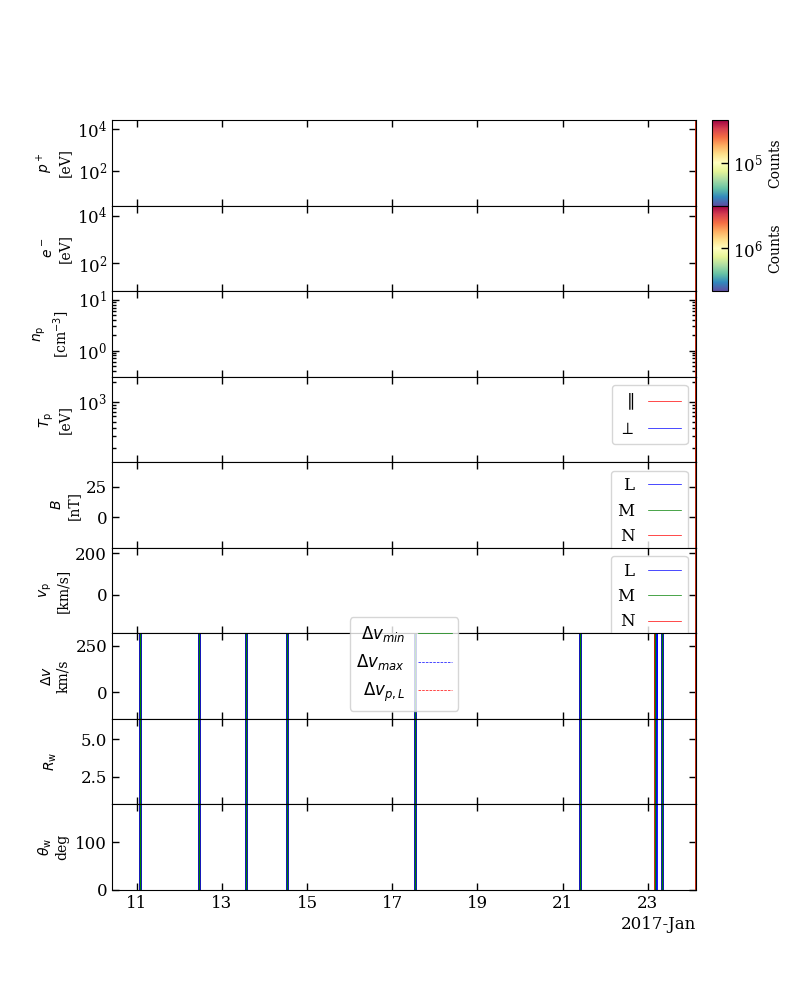 10^4
10^2
p^+
[eV]
10^5
Counts
10^4
10^2
e^-
[eV]
10^6
Counts
10^1
10^0
n_p
[cm^-3]
10^3
T_p
[eV]
∥
⊥
25
0
B
[nT]
L
M
N
200
0
v_p
[km/s]
L
M
N
250
0
Δv
km/s
Δv_min
Δv_max
Δv_p,L
5.0
2.5
R_w
100
0
θ_w
deg
11 13 15 17 19 21 23
2017-Jan